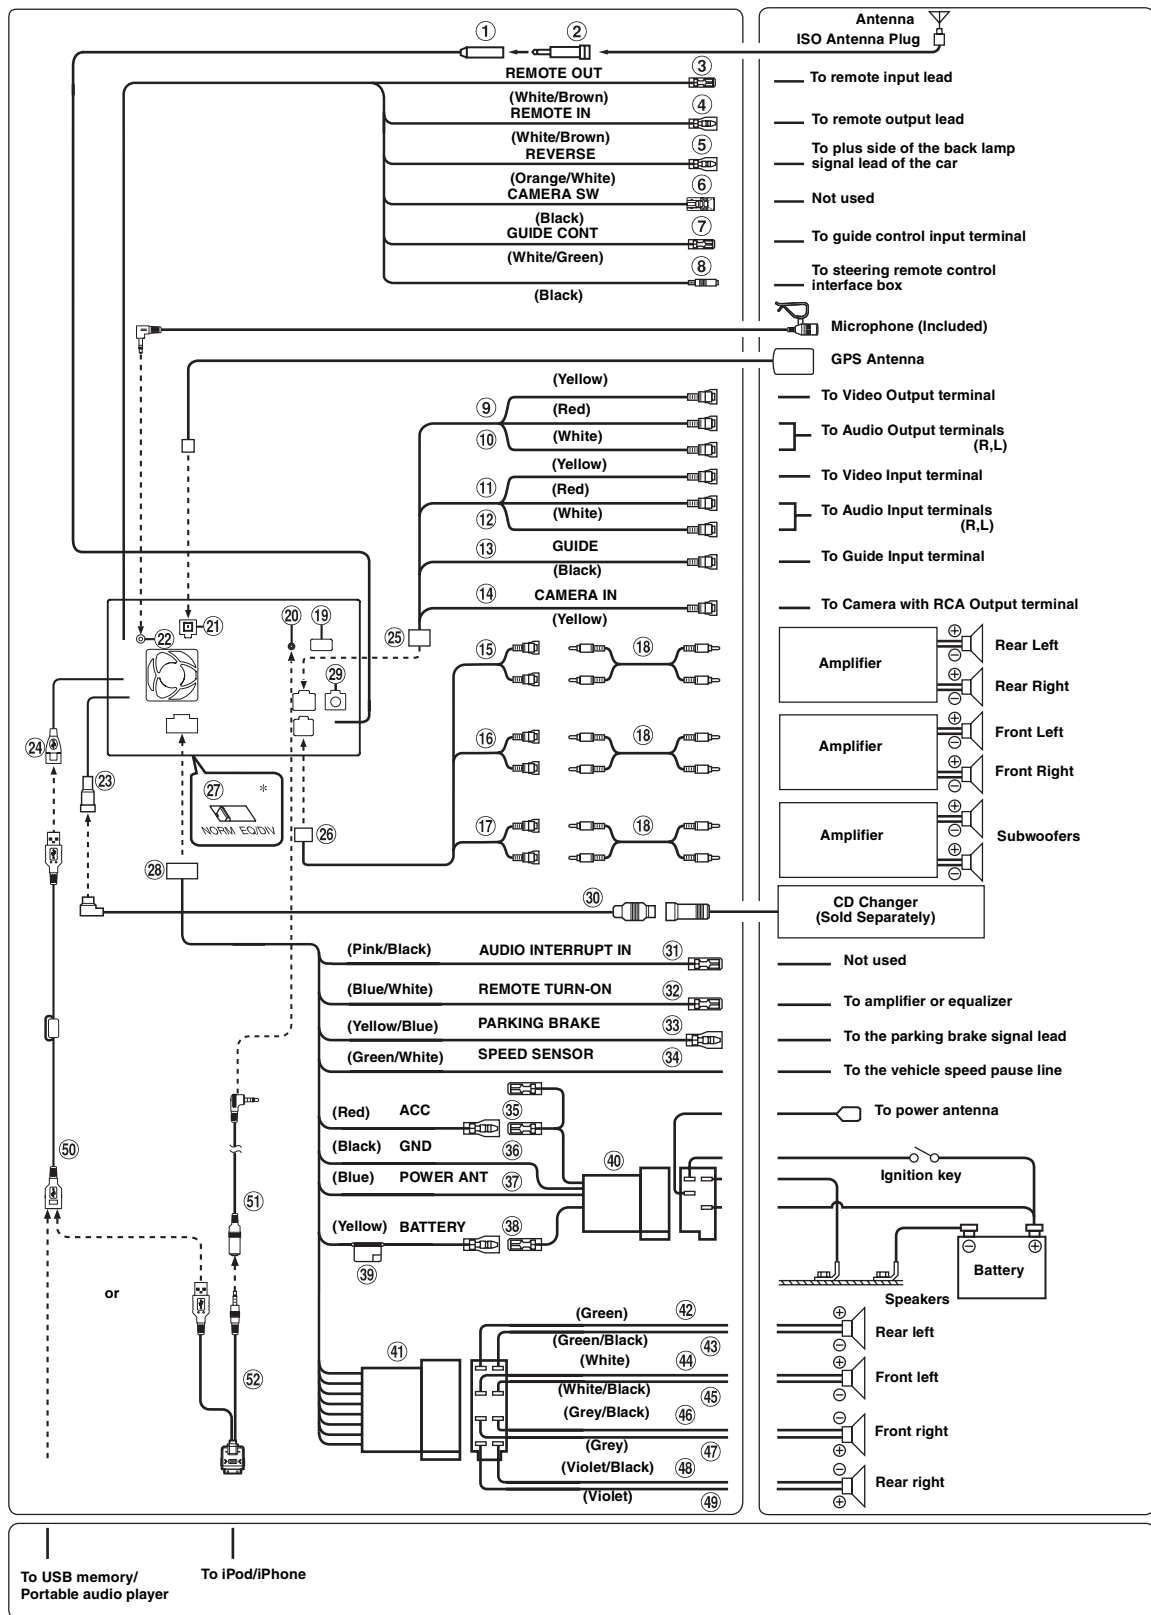 Antenna
① ② ISO Antenna Plug
③
REMOTE OUT To remote input lead
(White/Brown) ④
REMOTE IN To remote output lead
(White/Brown) ⑤
REVERSE To plus side of the back lamp
signal lead of the car
(Orange/White) ⑥
CAMERA SW Not used
(Black) ⑦
GUIDE CONT To guide control input terminal
(White/Green) ⑧
To steering remote control
interface box
(Black)
Microphone (Included)
GPS Antenna
(Yellow)
To Video Output terminal
⑨ (Red)
To Audio Output terminals
(R,L)
⑩ (White)
(Yellow)
To Video Input terminal
⑪ (Red)
To Audio Input terminals
(R,L)
⑫ (White)
⑬ GUIDE To Guide Input terminal
(Black)
⑭ CAMERA IN To Camera with RCA Output terminal
(Yellow)
㉒ ㉑ ⑳ ⑲ ㉕
⑮ ⑱ Amplifier ⊕ ⊖ Rear Left
⊕ ⊖ Rear Right
㉙
⑯ ⑱ Amplifier ⊕ ⊖ Front Left
⊕ ⊖ Front Right
㉔ ㉓
㉗ *
NORM EQ/DIV
㉖ ⑰ ⑱ Amplifier ⊕ ⊖ Subwoofers
⊕ ⊖
㉘
㉚ CD Changer
(Sold Separately)
(Pink/Black) AUDIO INTERRUPT IN ㉛ Not used
(Blue/White) REMOTE TURN-ON ㉜ To amplifier or equalizer
(Yellow/Blue) PARKING BRAKE ㉝ To the parking brake signal lead
(Green/White) SPEED SENSOR ㉞ To the vehicle speed pause line
(Red) ACC ㉟ To power antenna
(Black) GND ㊱ ㊵
Ignition key
(Blue) POWER ANT ㊲
(Yellow) BATTERY ㊳
㊴
⊖ ⊕
Battery
㊿ 51
or
Speakers
(Green) ㊷ ⊕
Rear left
(Green/Black) ㊸ ⊖
㊶ (White) ㊹ ⊕
Front left
(White/Black) ㊺ ⊖
(Grey/Black) ㊻ ⊖
Front right
(Grey) ㊼ ⊕
(Violet/Black) ㊽ ⊖
Rear right
(Violet) ㊾ ⊕
52
To USB memory/
Portable audio player
To iPod/iPhone